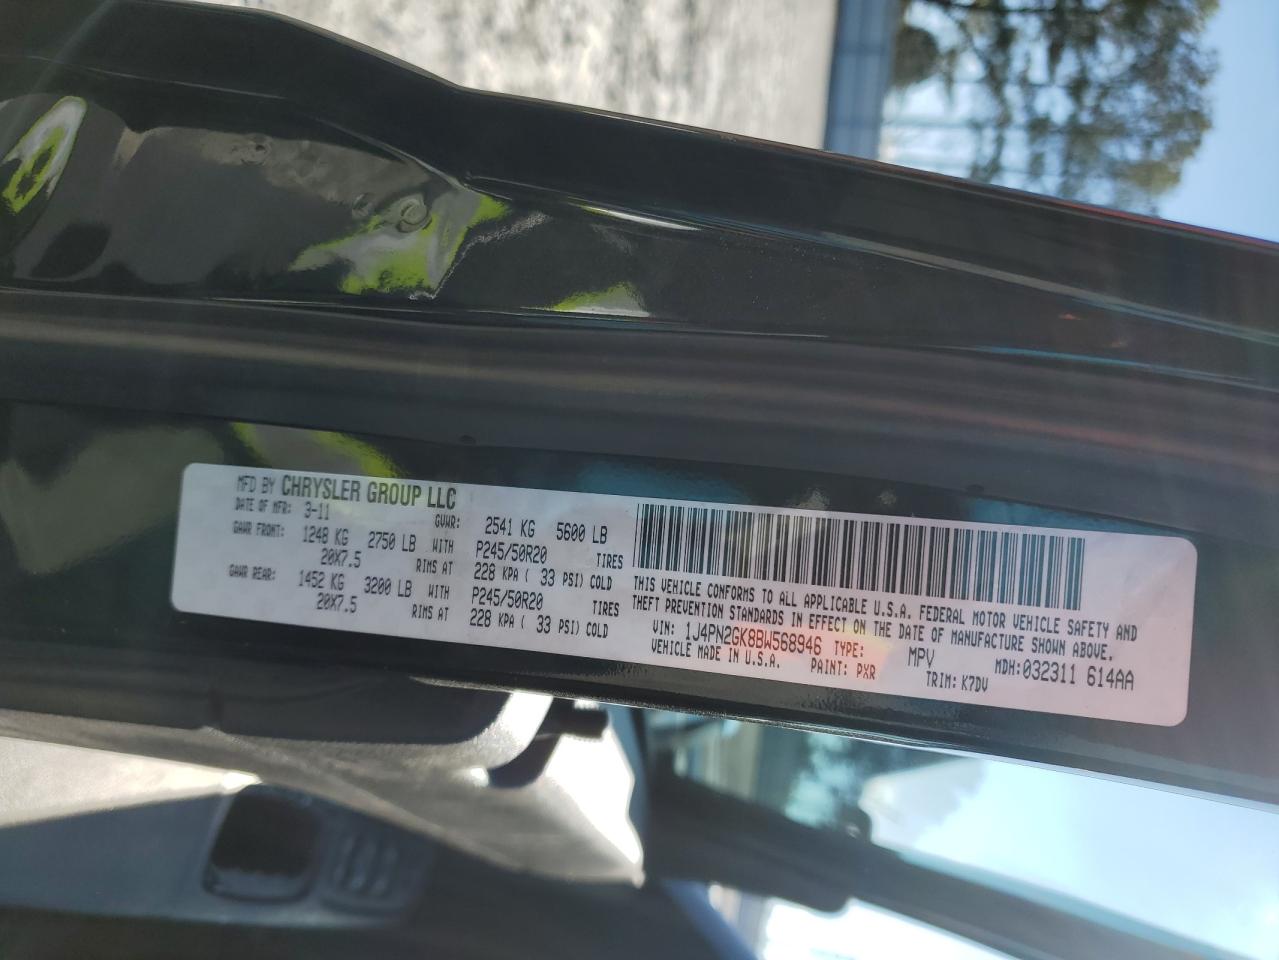 MFD BY CHRYSLER GROUP LLC
DATE OF MFR: 3-11 GVWR: 2541 KG 5600 LB
GAWR FRONT: 1248 KG 2750 LB WITH P245/50R20 TIRES
20X7.5 RIMS AT 228 KPA ( 33 PSI) COLD
GAWR REAR: 1452 KG 3200 LB WITH P245/50R20 TIRES
20X7.5 RIMS AT 228 KPA ( 33 PSI) COLD
THIS VEHICLE CONFORMS TO ALL APPLICABLE U.S.A. FEDERAL MOTOR VEHICLE SAFETY AND
THEFT PREVENTION STANDARDS IN EFFECT ON THE DATE OF MANUFACTURE SHOWN ABOVE.
VIN: 1J4PN2GK8BW568946 TYPE: MPV MDH:032311 614AA
VEHICLE MADE IN U.S.A. PAINT: PXR TRIM: K7DV